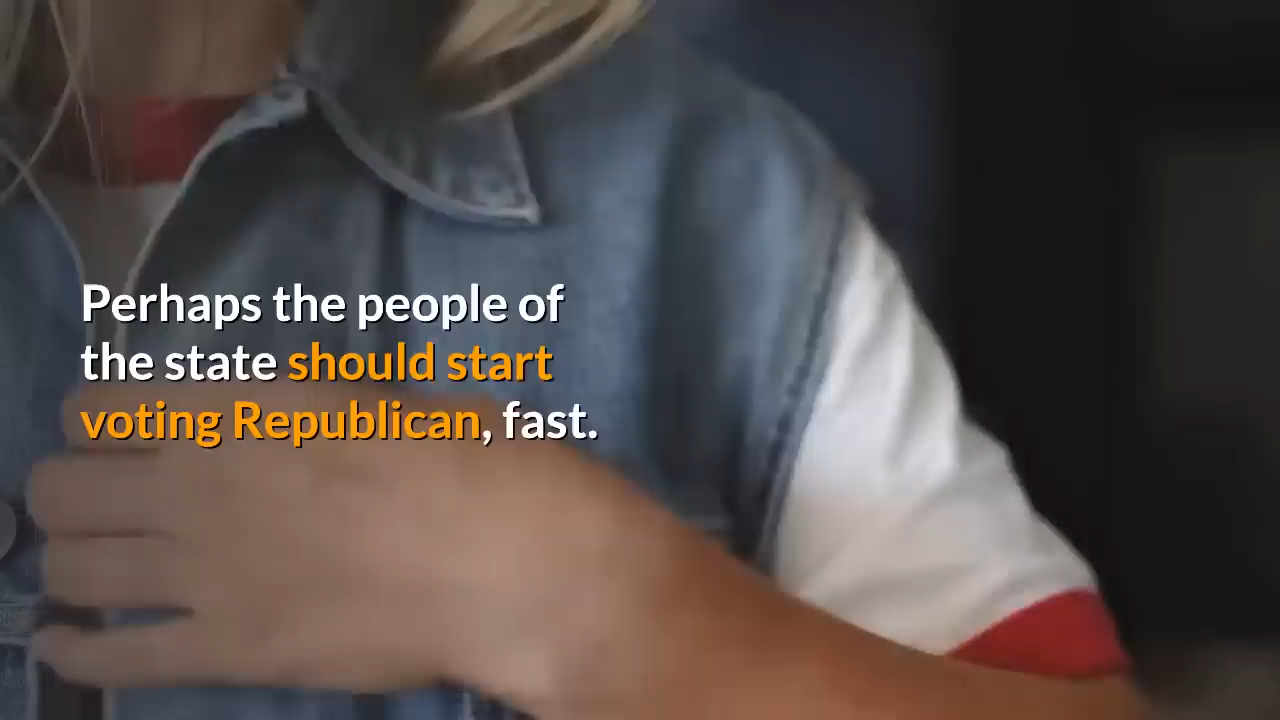 Perhaps the people of
the state should start
voting Republican, fast.